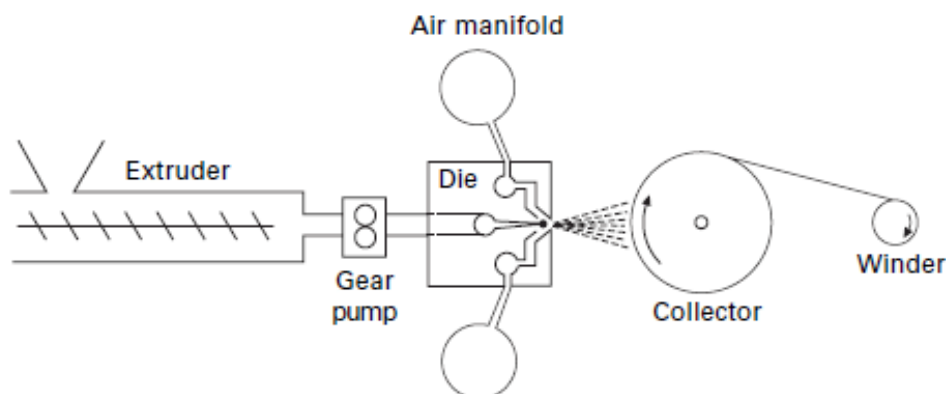 Air manifold
Extruder
Die
Gear
pump
Collector
Winder